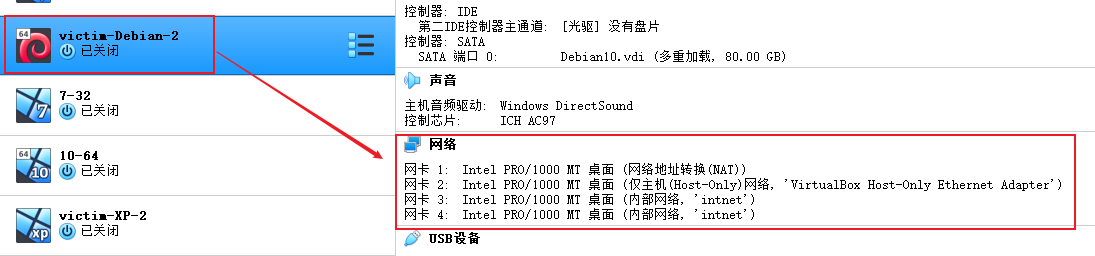 64
victim-Debian-2
已关闭
7
7-32
已关闭
64
10
10-64
已关闭
xp
victim-XP-2
已关闭
控制器: IDE
第二IDE控制器主通道: [光驱] 没有盘片
控制器: SATA
SATA 端口 0: Debian10.vdi (多重加载, 80.00 GB)
声音
主机音频驱动: Windows DirectSound
控制芯片: ICH AC97
网络
网卡 1: Intel PRO/1000 MT 桌面 (网络地址转换(NAT))
网卡 2: Intel PRO/1000 MT 桌面 (仅主机(Host-Only)网络, 'VirtualBox Host-Only Ethernet Adapter')
网卡 3: Intel PRO/1000 MT 桌面 (内部网络, 'intnet')
网卡 4: Intel PRO/1000 MT 桌面 (内部网络, 'intnet')
USB设备